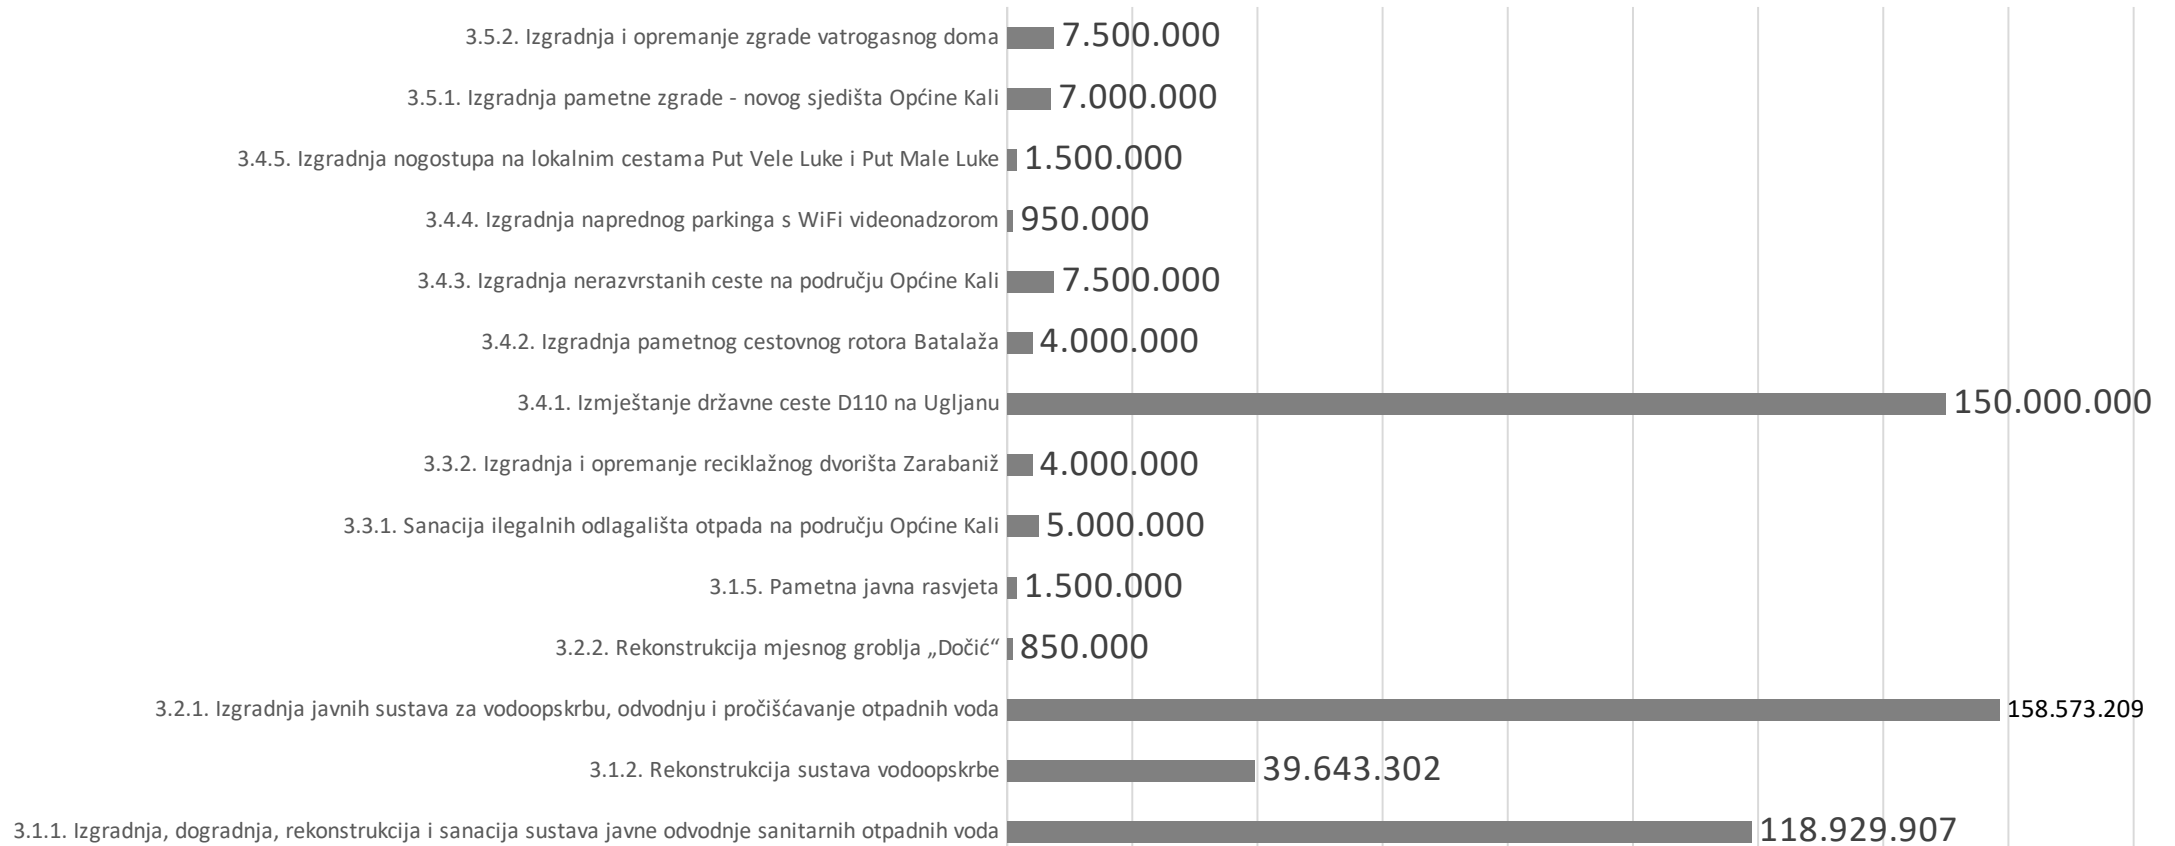 3.5.2. Izgradnja i opremanje zgrade vatrogasnog doma 7.500.000
3.5.1. Izgradnja pametne zgrade - novog sjedišta Općine Kali 7.000.000
3.4.5. Izgradnja nogostupa na lokalnim cestama Put Vele Luke i Put Male Luke 1.500.000
3.4.4. Izgradnja naprednog parkinga s WiFi videonadzorom 950.000
3.4.3. Izgradnja nerazvrstanih ceste na području Općine Kali 7.500.000
3.4.2. Izgradnja pametnog cestovnog rotora Batalaža 4.000.000
3.4.1. Izmještanje državne ceste D110 na Ugljanu 150.000.000
3.3.2. Izgradnja i opremanje reciklažnog dvorišta Zarabaniž 4.000.000
3.3.1. Sanacija ilegalnih odlagališta otpada na području Općine Kali 5.000.000
3.1.5. Pametna javna rasvjeta 1.500.000
3.2.2. Rekonstrukcija mjesnog groblja „Dočić“ 850.000
3.2.1. Izgradnja javnih sustava za vodoopskrbu, odvodnju i pročišćavanje otpadnih voda 158.573.209
3.1.2. Rekonstrukcija sustava vodoopskrbe 39.643.302
3.1.1. Izgradnja, dogradnja, rekonstrukcija i sanacija sustava javne odvodnje sanitarnih otpadnih voda 118.929.907